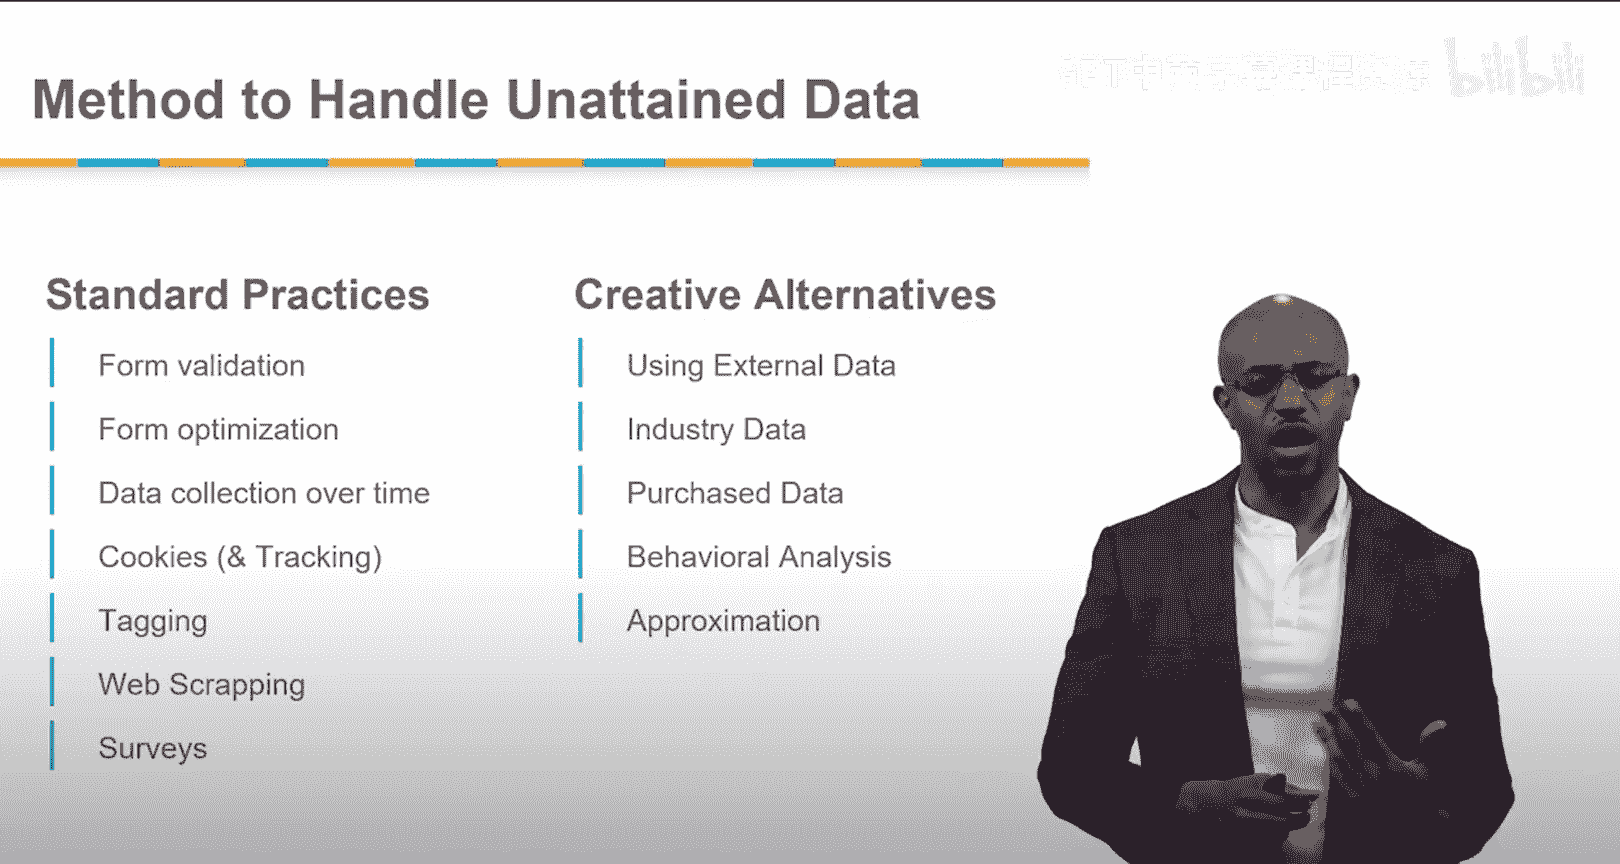 Method to Handle Unattained Data
Standard Practices
Form validation
Form optimization
Data collection over time
Cookies (& Tracking)
Tagging
Web Scrapping
Surveys
Creative Alternatives
Using External Data
Industry Data
Purchased Data
Behavioral Analysis
Approximation
bilibili